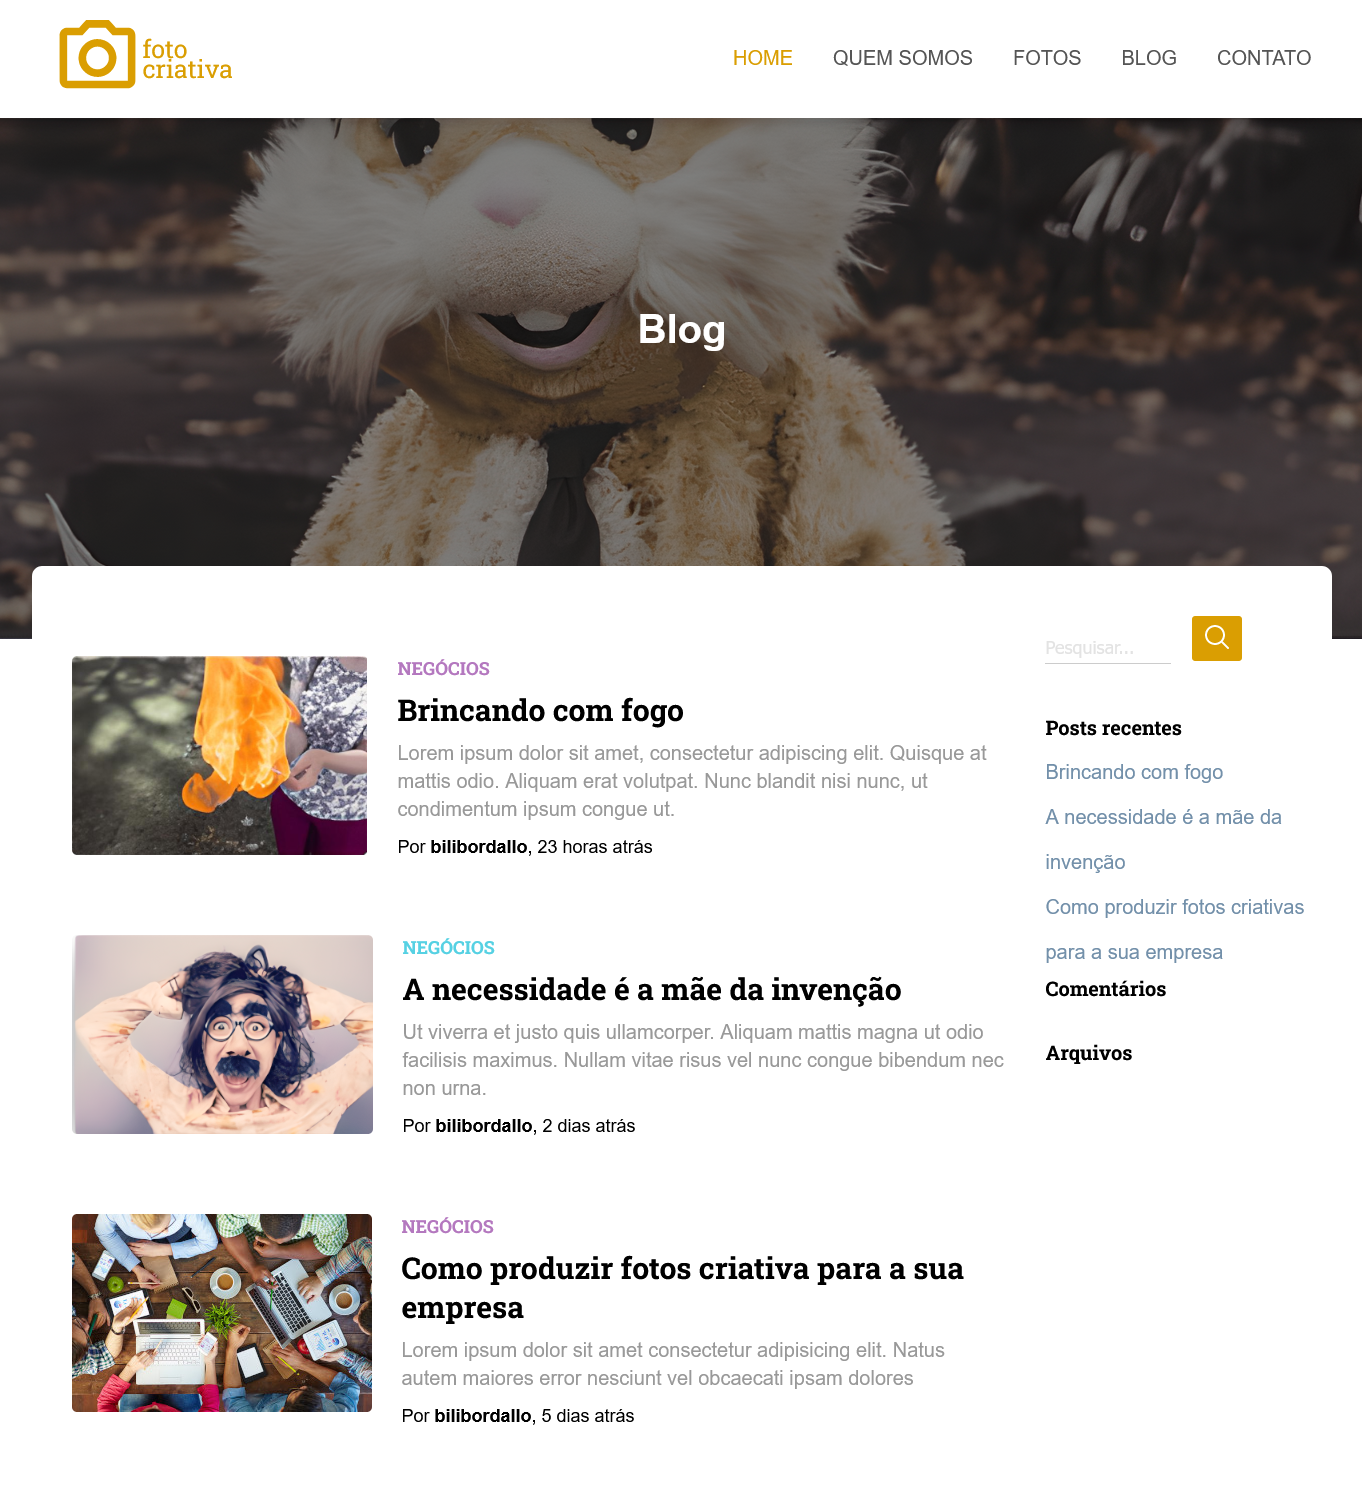 foto
criativa
HOME QUEM SOMOS FOTOS BLOG CONTATO
Blog
Pesquisar...
NEGÓCIOS
Brincando com fogo
Lorem ipsum dolor sit amet, consectetur adipiscing elit. Quisque at
mattis odio. Aliquam erat volutpat. Nunc blandit nisi nunc, ut
condimentum ipsum congue ut.
Por bilibordallo, 23 horas atrás
NEGÓCIOS
A necessidade é a mãe da invenção
Ut viverra et justo quis ullamcorper. Aliquam mattis magna ut odio
facilisis maximus. Nullam vitae risus vel nunc congue bibendum nec
non urna.
Por bilibordallo, 2 dias atrás
NEGÓCIOS
Como produzir fotos criativa para a sua
empresa
Lorem ipsum dolor sit amet consectetur adipisicing elit. Natus
autem maiores error nesciunt vel obcaecati ipsam dolores
Por bilibordallo, 5 dias atrás
Posts recentes
Brincando com fogo
A necessidade é a mãe da
invenção
Como produzir fotos criativas
para a sua empresa
Comentários
Arquivos